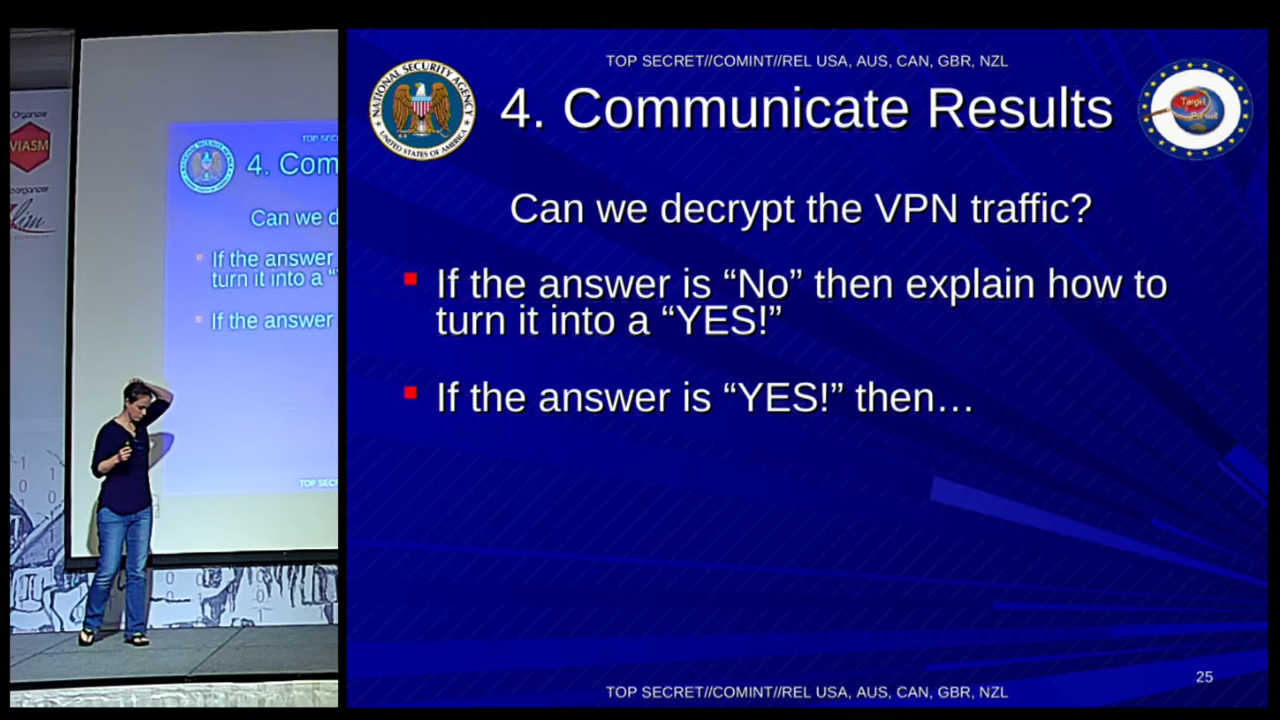 Organizer
VIASM
TOP SEC
4. Com
Can we d
If the answer
turn it into a “
If the answer
TOP SEC
TOP SECRET//COMINT//REL USA, AUS, CAN, GBR, NZL
NATIONAL SECURITY AGENCY
UNITED STATES OF AMERICA
4. Communicate Results
Target
Pursuit
Can we decrypt the VPN traffic?
If the answer is “No” then explain how to
turn it into a “YES!”
If the answer is “YES!” then…
25
TOP SECRET//COMINT//REL USA, AUS, CAN, GBR, NZL